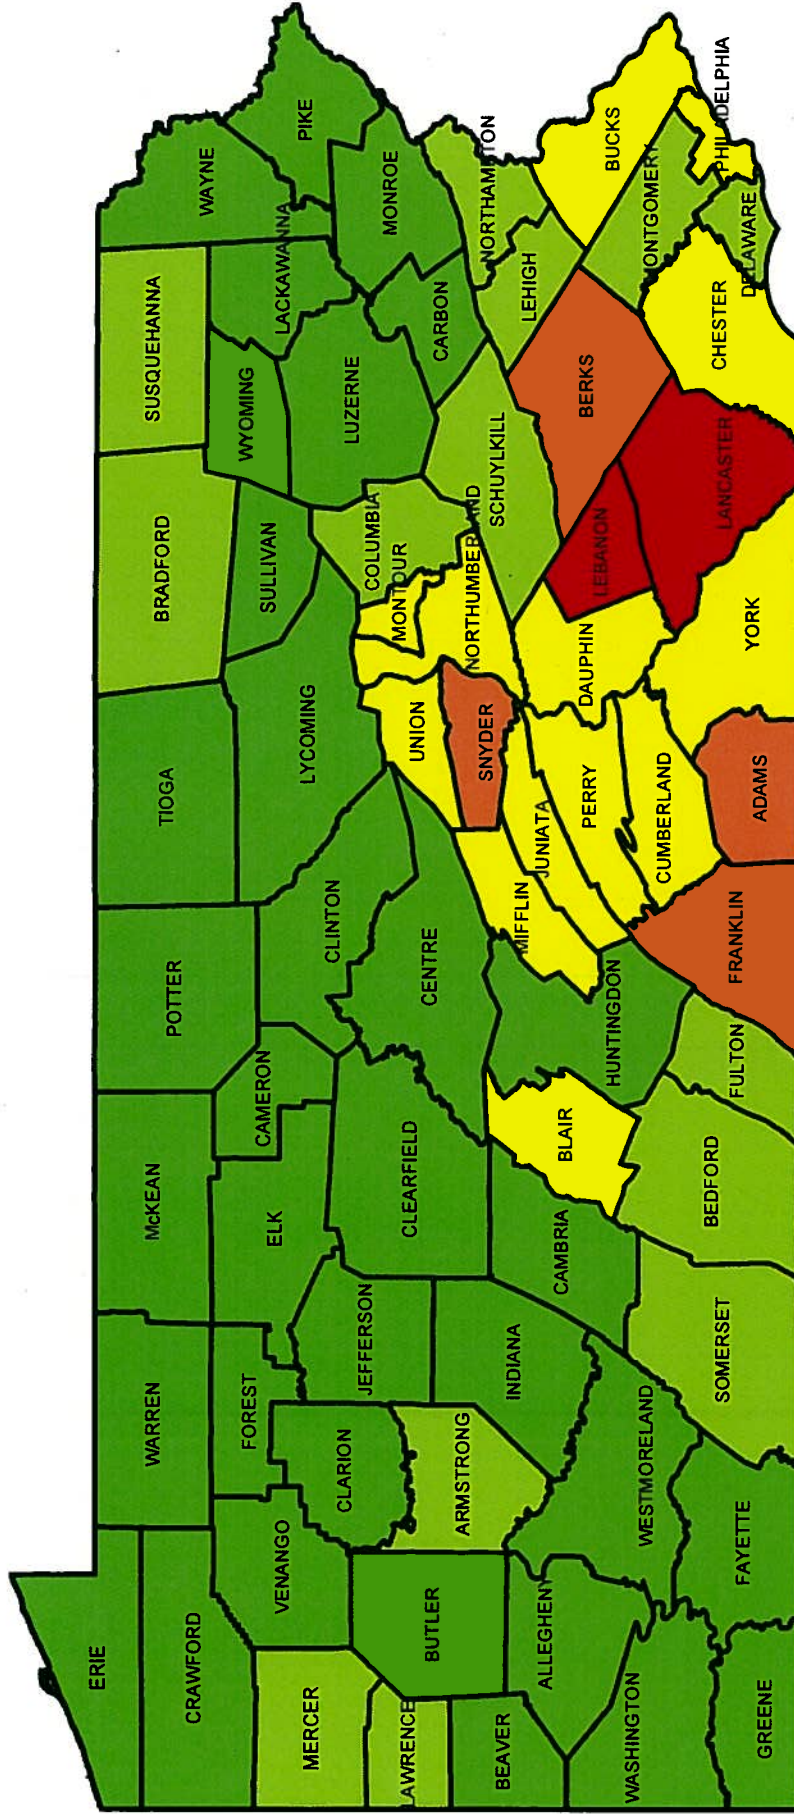 ERIE
CRAWFORD
WARREN
McKEAN
POTTER
TIOGA
BRADFORD
SUSQUEHANNA
WAYNE
PIKE
MERCER
VENANGO
FOREST
ELK
CAMERON
CLINTON
LYCOMING
SULLIVAN
WYOMING
LACKAWANNA
LUZERNE
MONROE
LAWRENCE
BUTLER
CLARION
JEFFERSON
CLEARFIELD
CENTRE
UNION
MONTOUR
COLUMBIA
CARBON
NORTHAMPTON
BEAVER
ALLEGHENY
ARMSTRONG
INDIANA
CAMBRIA
BLAIR
HUNTINGDON
MIFFLIN
JUNIATA
SNYDER
NORTHUMBERLAND
SCHUYLKILL
LEHIGH
BUCKS
WASHINGTON
WESTMORELAND
PERRY
DAUPHIN
LEBANON
BERKS
MONTGOMERY
PHILADELPHIA
GREENE
FAYETTE
SOMERSET
BEDFORD
FULTON
FRANKLIN
CUMBERLAND
ADAMS
YORK
LANCASTER
CHESTER
DELAWARE